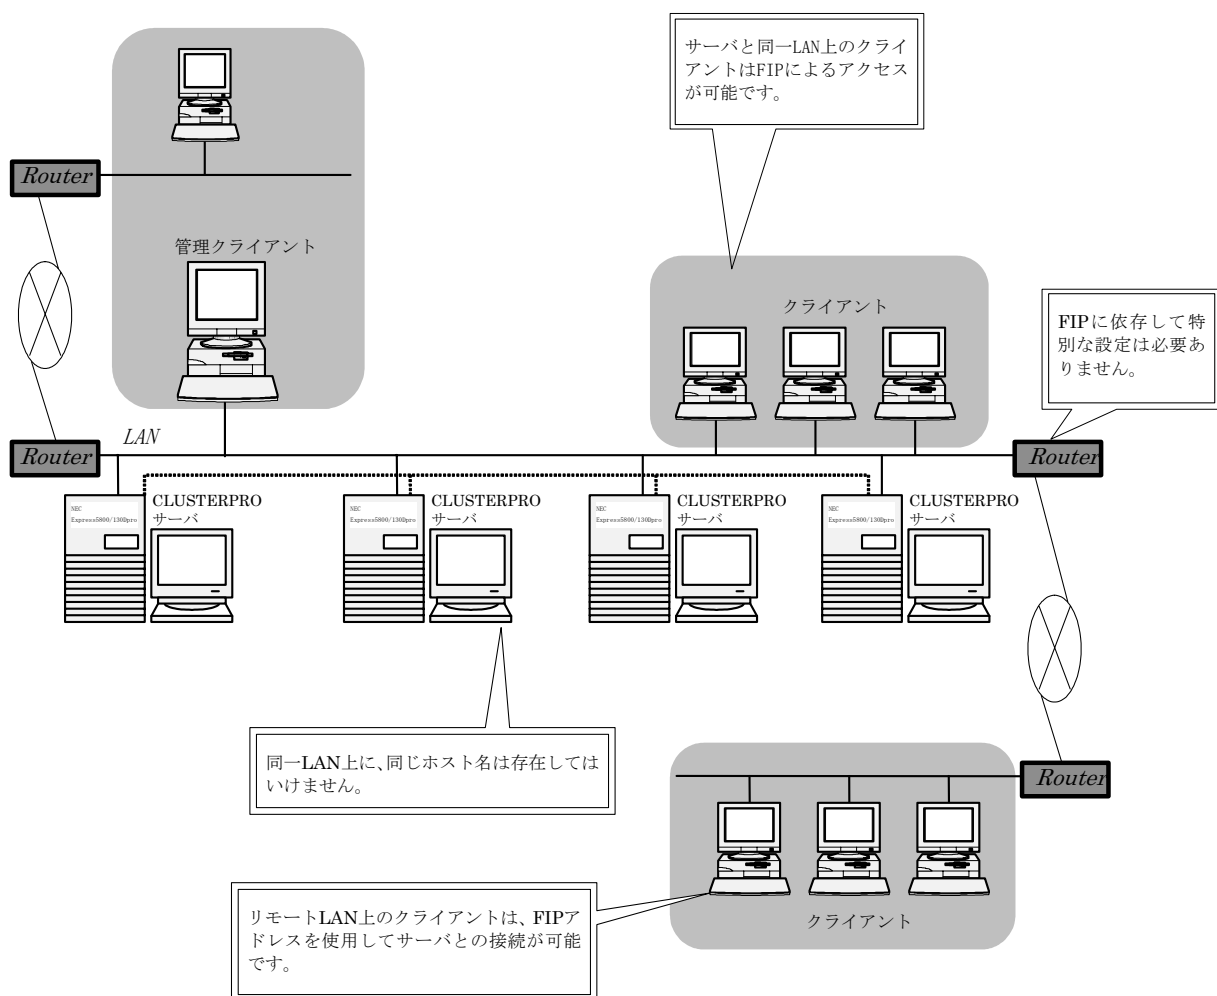 サーバと同一LAN上のクライ
アントはFIPによるアクセス
が可能です。
Router
管理クライアント
クライアント
FIPに依存して特
別な設定は必要あ
りません。
LAN
Router
Router
CLUSTERPRO
サーバ
NEC
Express5800/130Dpro
CLUSTERPRO
サーバ
NEC
Express5800/130Dpro
CLUSTERPRO
サーバ
NEC
Express5800/130Dpro
CLUSTERPRO
サーバ
NEC
Express5800/130Dpro
同一LAN上に、同じホスト名は存在しては
いけません。
Router
クライアント
リモートLAN上のクライアントは、FIPア
ドレスを使用してサーバとの接続が可能
です。